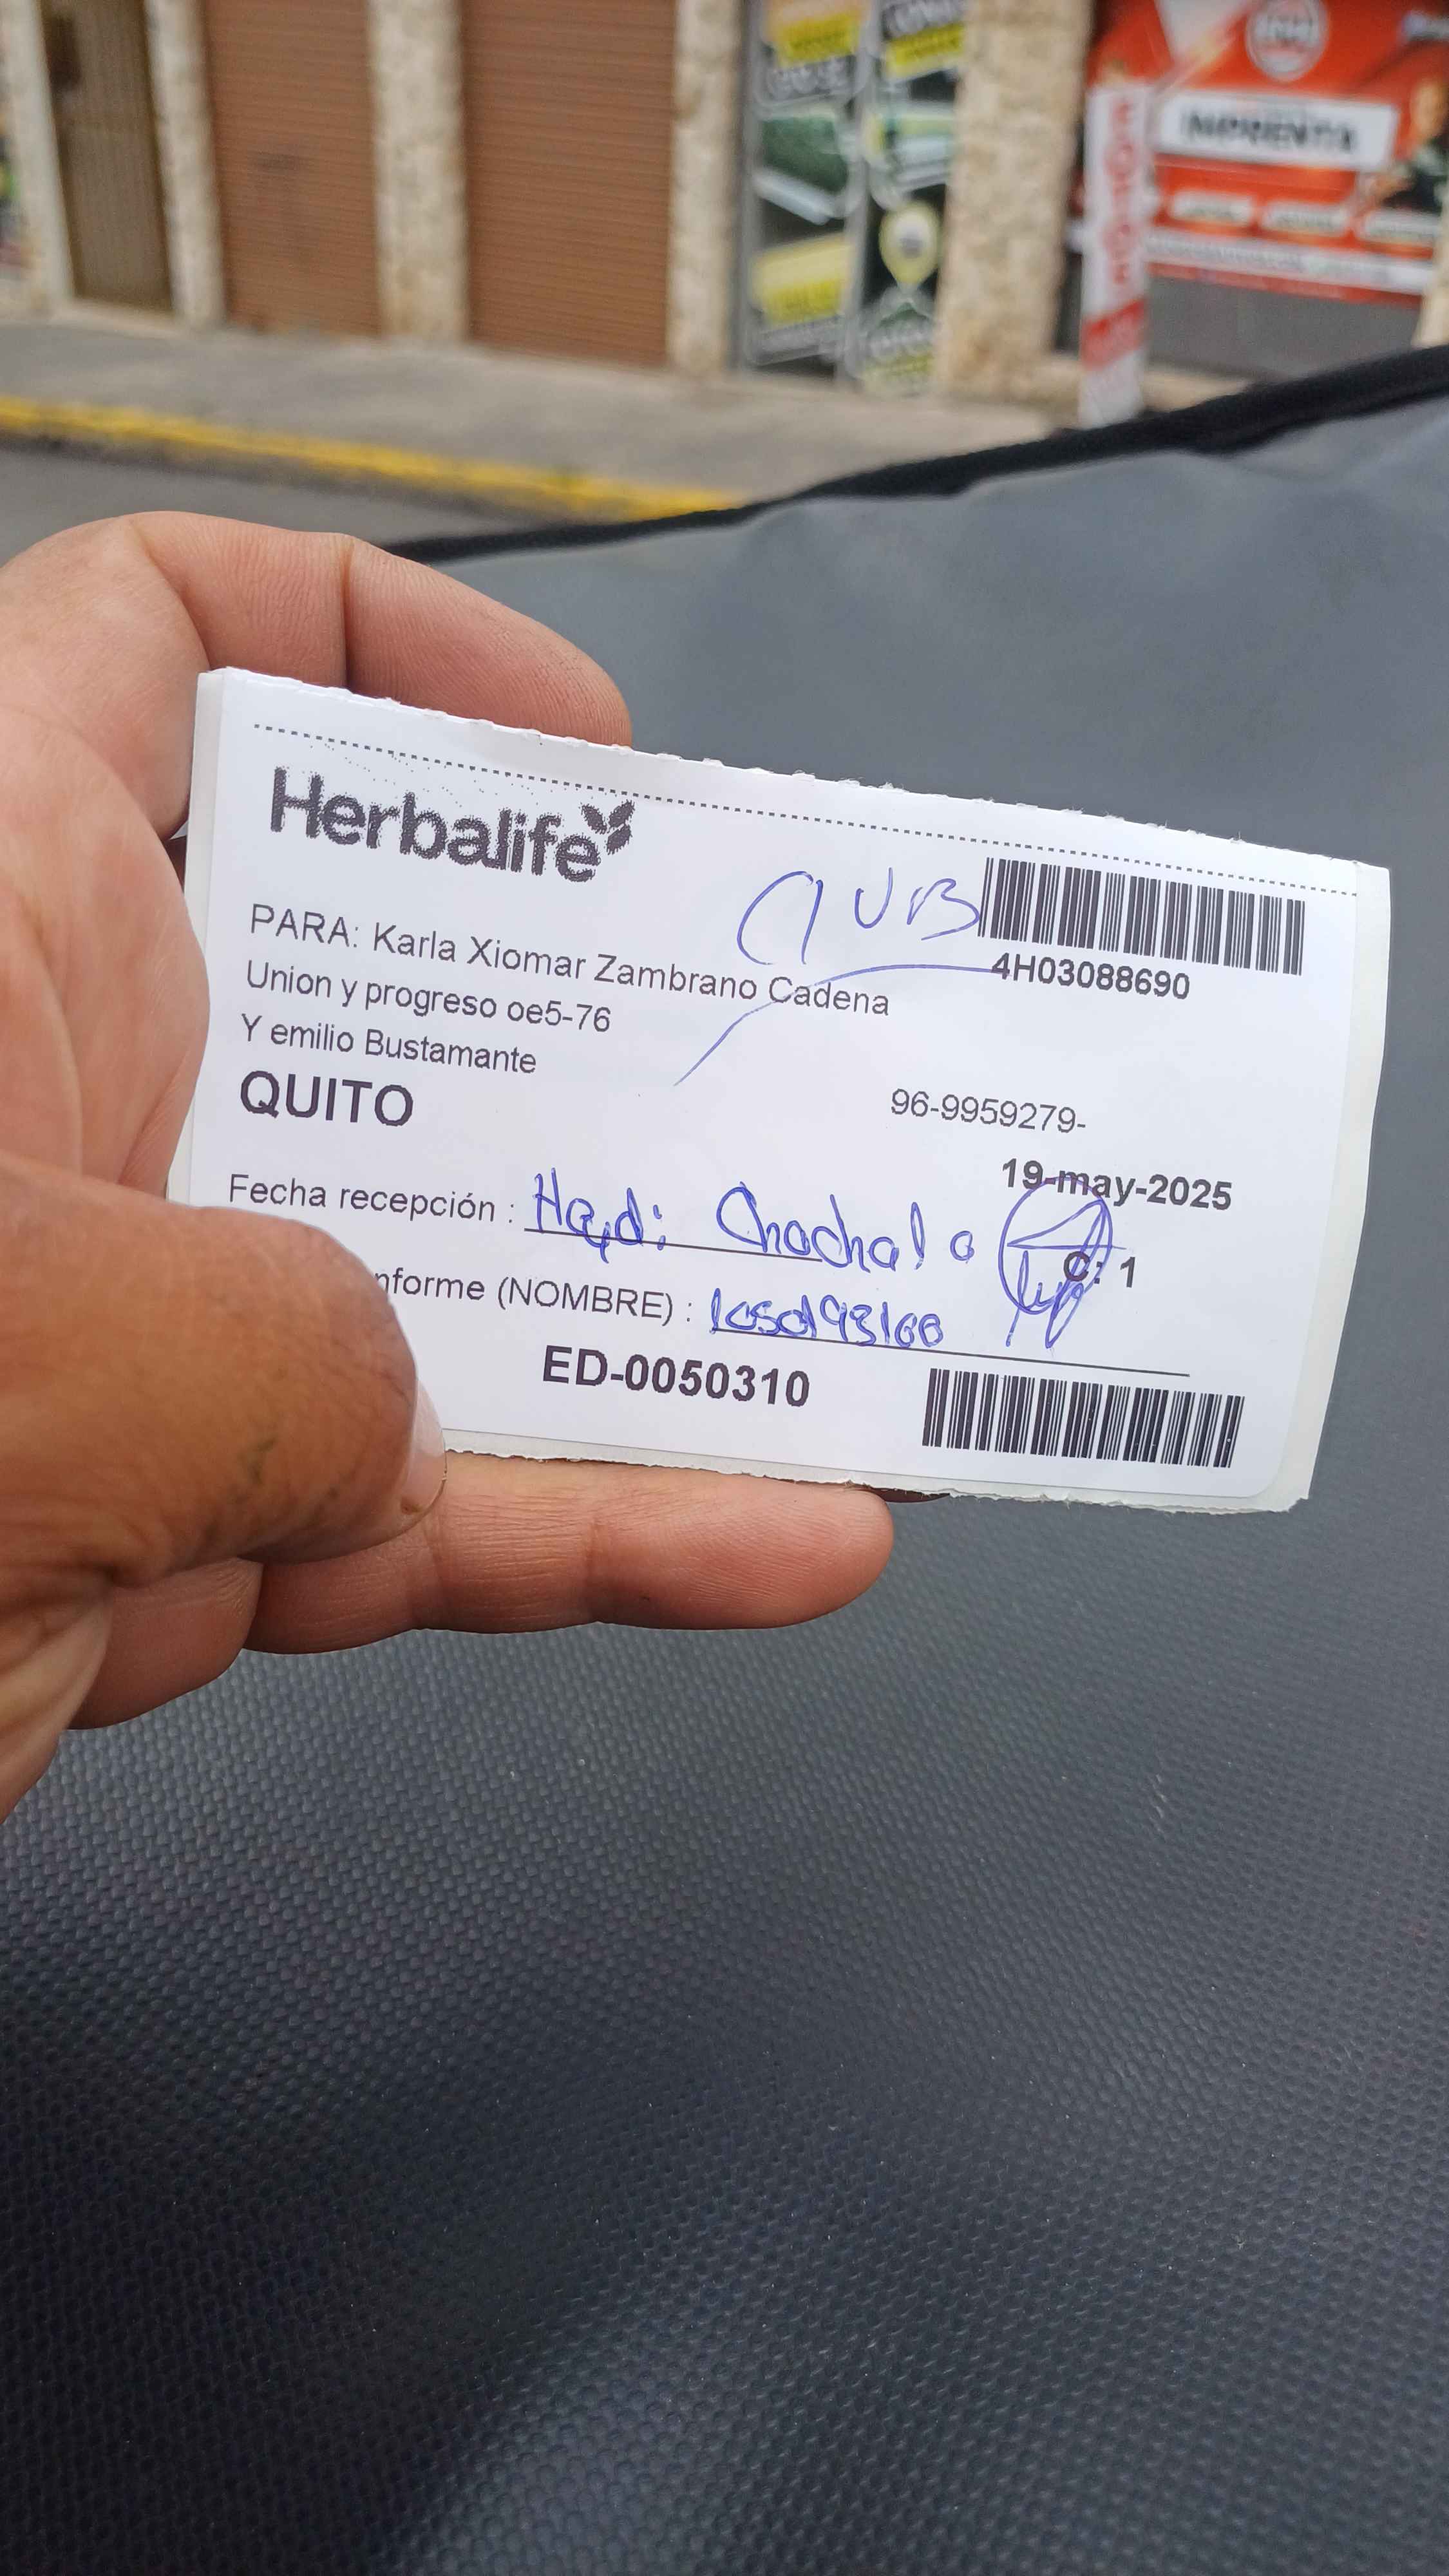 Herbalife
CLUB
4H03088690
PARA: Karla Xiomar Zambrano Cadena
Union y progreso oe5-76
Y emilio Bustamante
QUITO
96-9959279-
19-may-2025
Fecha recepción :
C: 1
nforme (NOMBRE) :
ED-0050310
IMPRENTA